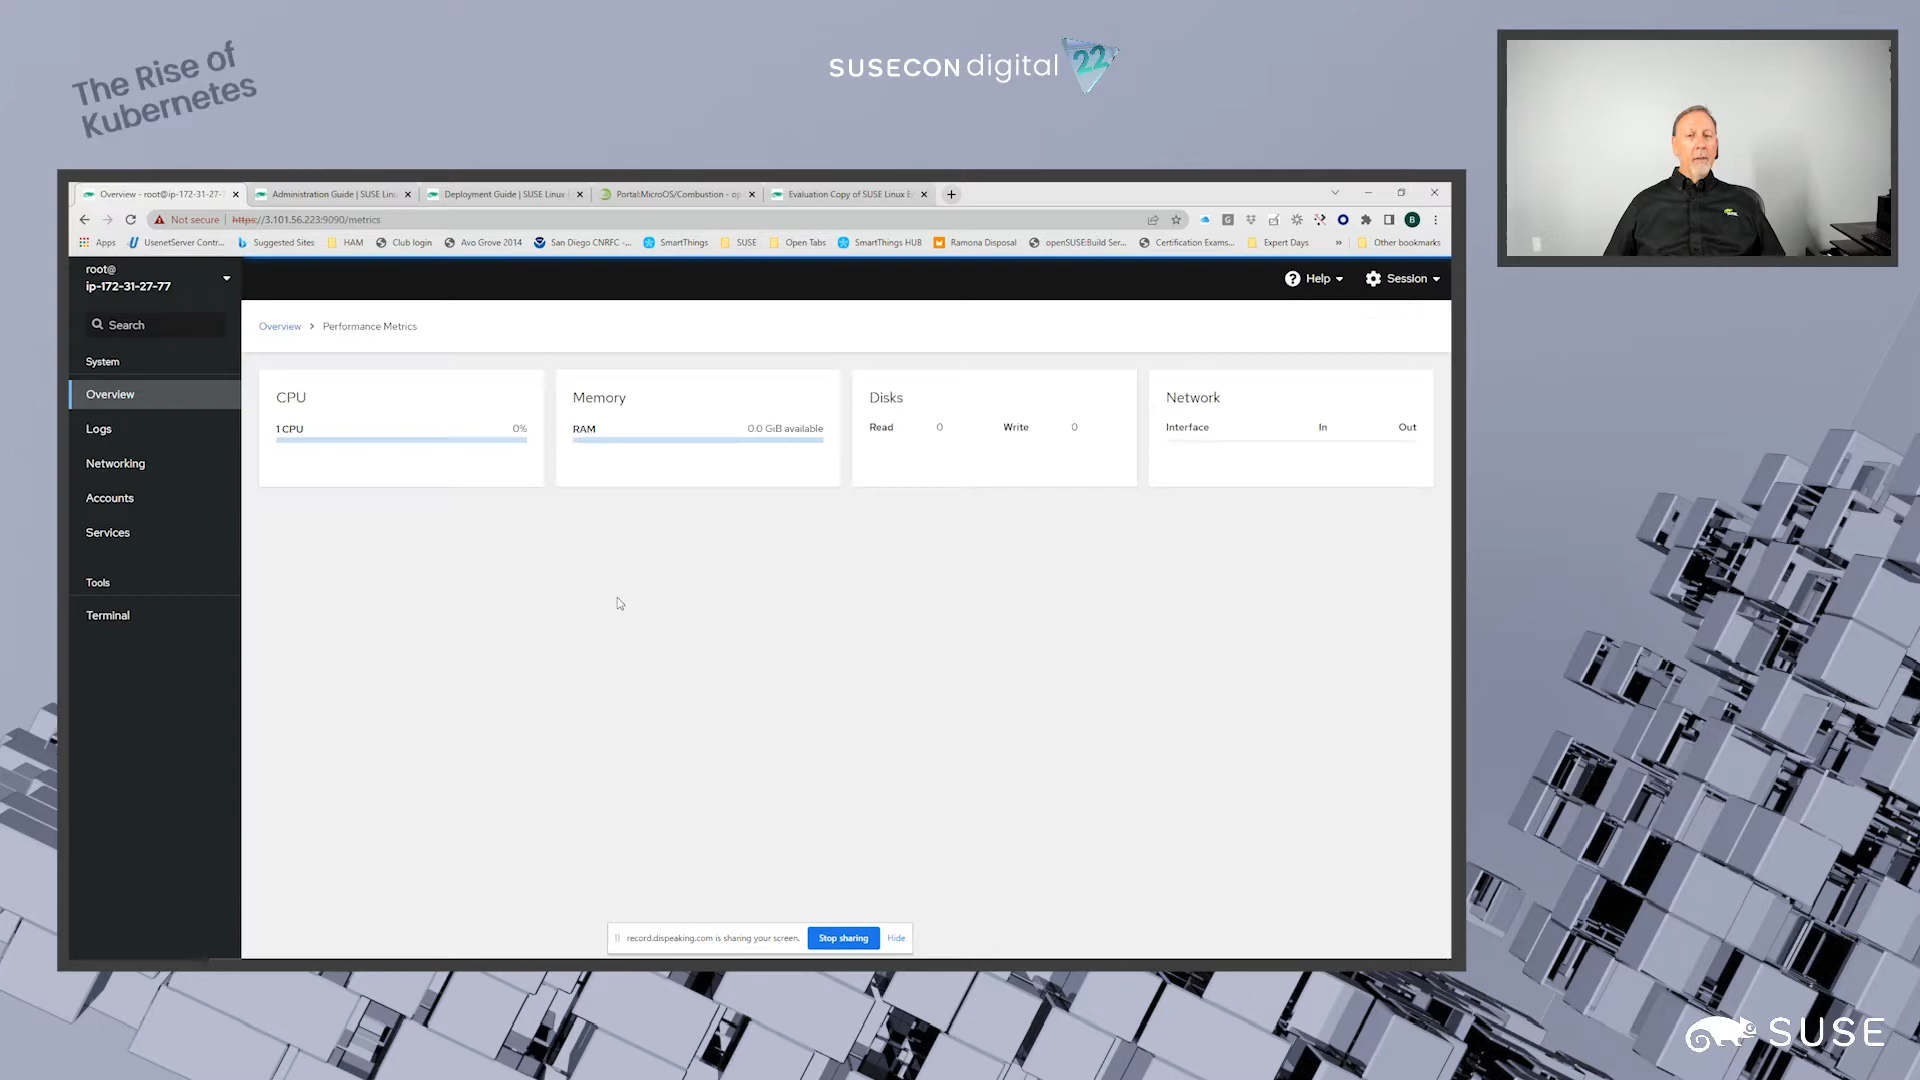 The Rise of
Kubernetes
SUSECON digital 22
Overview - root@ip-172-31-27-
Administration Guide | SUSE Linu
Deployment Guide | SUSE Linux
Portal:MicroOS/Combustion - op
Evaluation Copy of SUSE Linux E
Not secure | https://3.101.56.223:9090/metrics
B
Apps
UsenetServer Contr...
Suggested Sites
HAM
Club login
Avo Grove 2014
San Diego CNRFC -...
SmartThings
SUSE
Open Tabs
SmartThings HUB
Ramona Disposal
openSUSE:Build Ser...
Certification Exams...
Expert Days
»
Other bookmarks
root@
ip-172-31-27-77
Help
Session
Search
Overview > Performance Metrics
System
Overview
Logs
Networking
Accounts
Services
Tools
Terminal
CPU
1 CPU 0%
Memory
RAM 0.0 GiB available
Disks
Read 0 Write 0
Network
Interface In Out
record.dispeaking.com is sharing your screen. Stop sharing Hide
SUSE